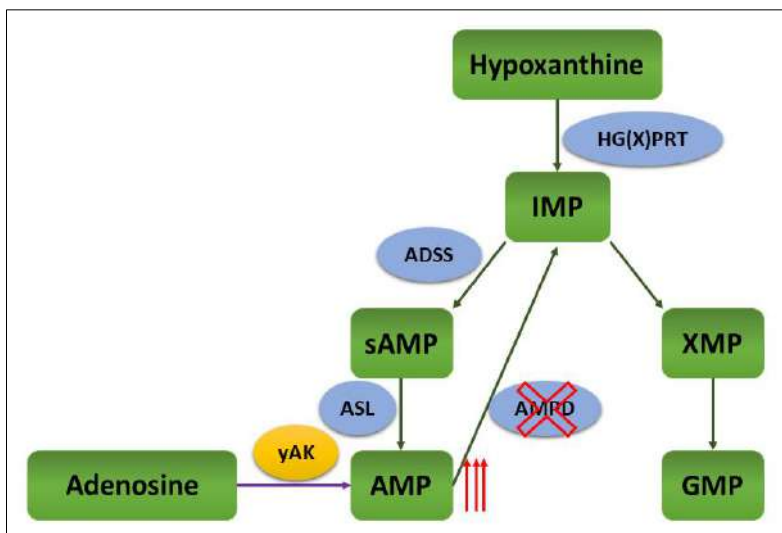 Hypoxanthine
HG(X)PRT
IMP
ADSS
sAMP
XMP
ASL
AMPD
yAK
Adenosine
AMP
GMP